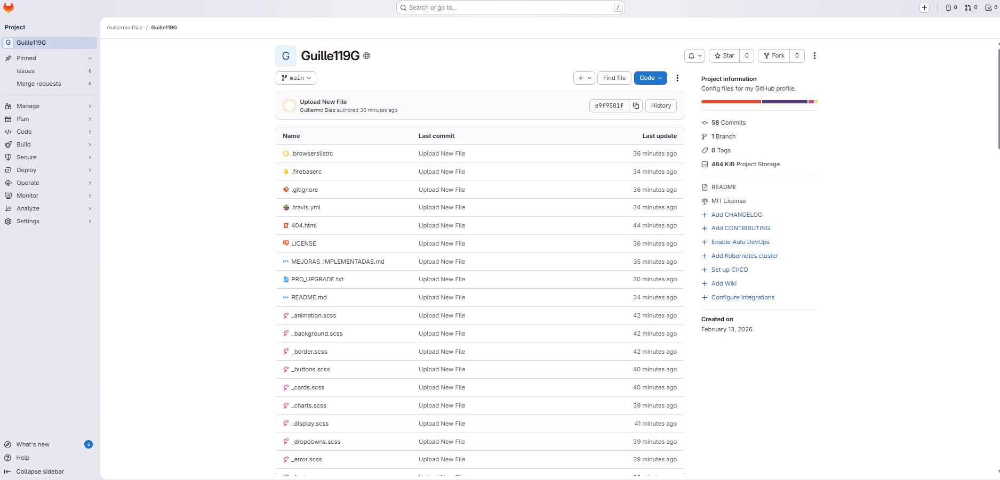 Search or go to...
/
0
0
0
Project
G Guille119G
Pinned
Issues 0
Merge requests 0
Manage
Plan
Code
Build
Secure
Deploy
Operate
Monitor
Analyze
Settings
What's new 5
Help
Collapse sidebar
Guillermo Diaz / Guille119G
G Guille119G
Star 0
Fork 0
main
Find file
Code
Upload New File
Guillermo Diaz authored 30 minutes ago
e9f9501f
History
Name Last commit Last update
.browserslistrc Upload New File 36 minutes ago
.firebaserc Upload New File 34 minutes ago
.gitignore Upload New File 36 minutes ago
.travis.yml Upload New File 34 minutes ago
404.html Upload New File 44 minutes ago
LICENSE Upload New File 36 minutes ago
MEJORAS_IMPLEMENTADAS.md Upload New File 35 minutes ago
PRO_UPGRADE.txt Upload New File 30 minutes ago
README.md Upload New File 34 minutes ago
_animation.scss Upload New File 42 minutes ago
_background.scss Upload New File 42 minutes ago
_border.scss Upload New File 42 minutes ago
_buttons.scss Upload New File 40 minutes ago
_cards.scss Upload New File 40 minutes ago
_charts.scss Upload New File 39 minutes ago
_display.scss Upload New File 41 minutes ago
_dropdowns.scss Upload New File 39 minutes ago
_error.scss Upload New File 39 minutes ago
Project information
Config files for my GitHub profile.
58 Commits
1 Branch
0 Tags
484 KiB Project Storage
README
MIT License
Add CHANGELOG
Add CONTRIBUTING
Enable Auto DevOps
Add Kubernetes cluster
Set up CI/CD
Add Wiki
Configure Integrations
Created on
February 13, 2026